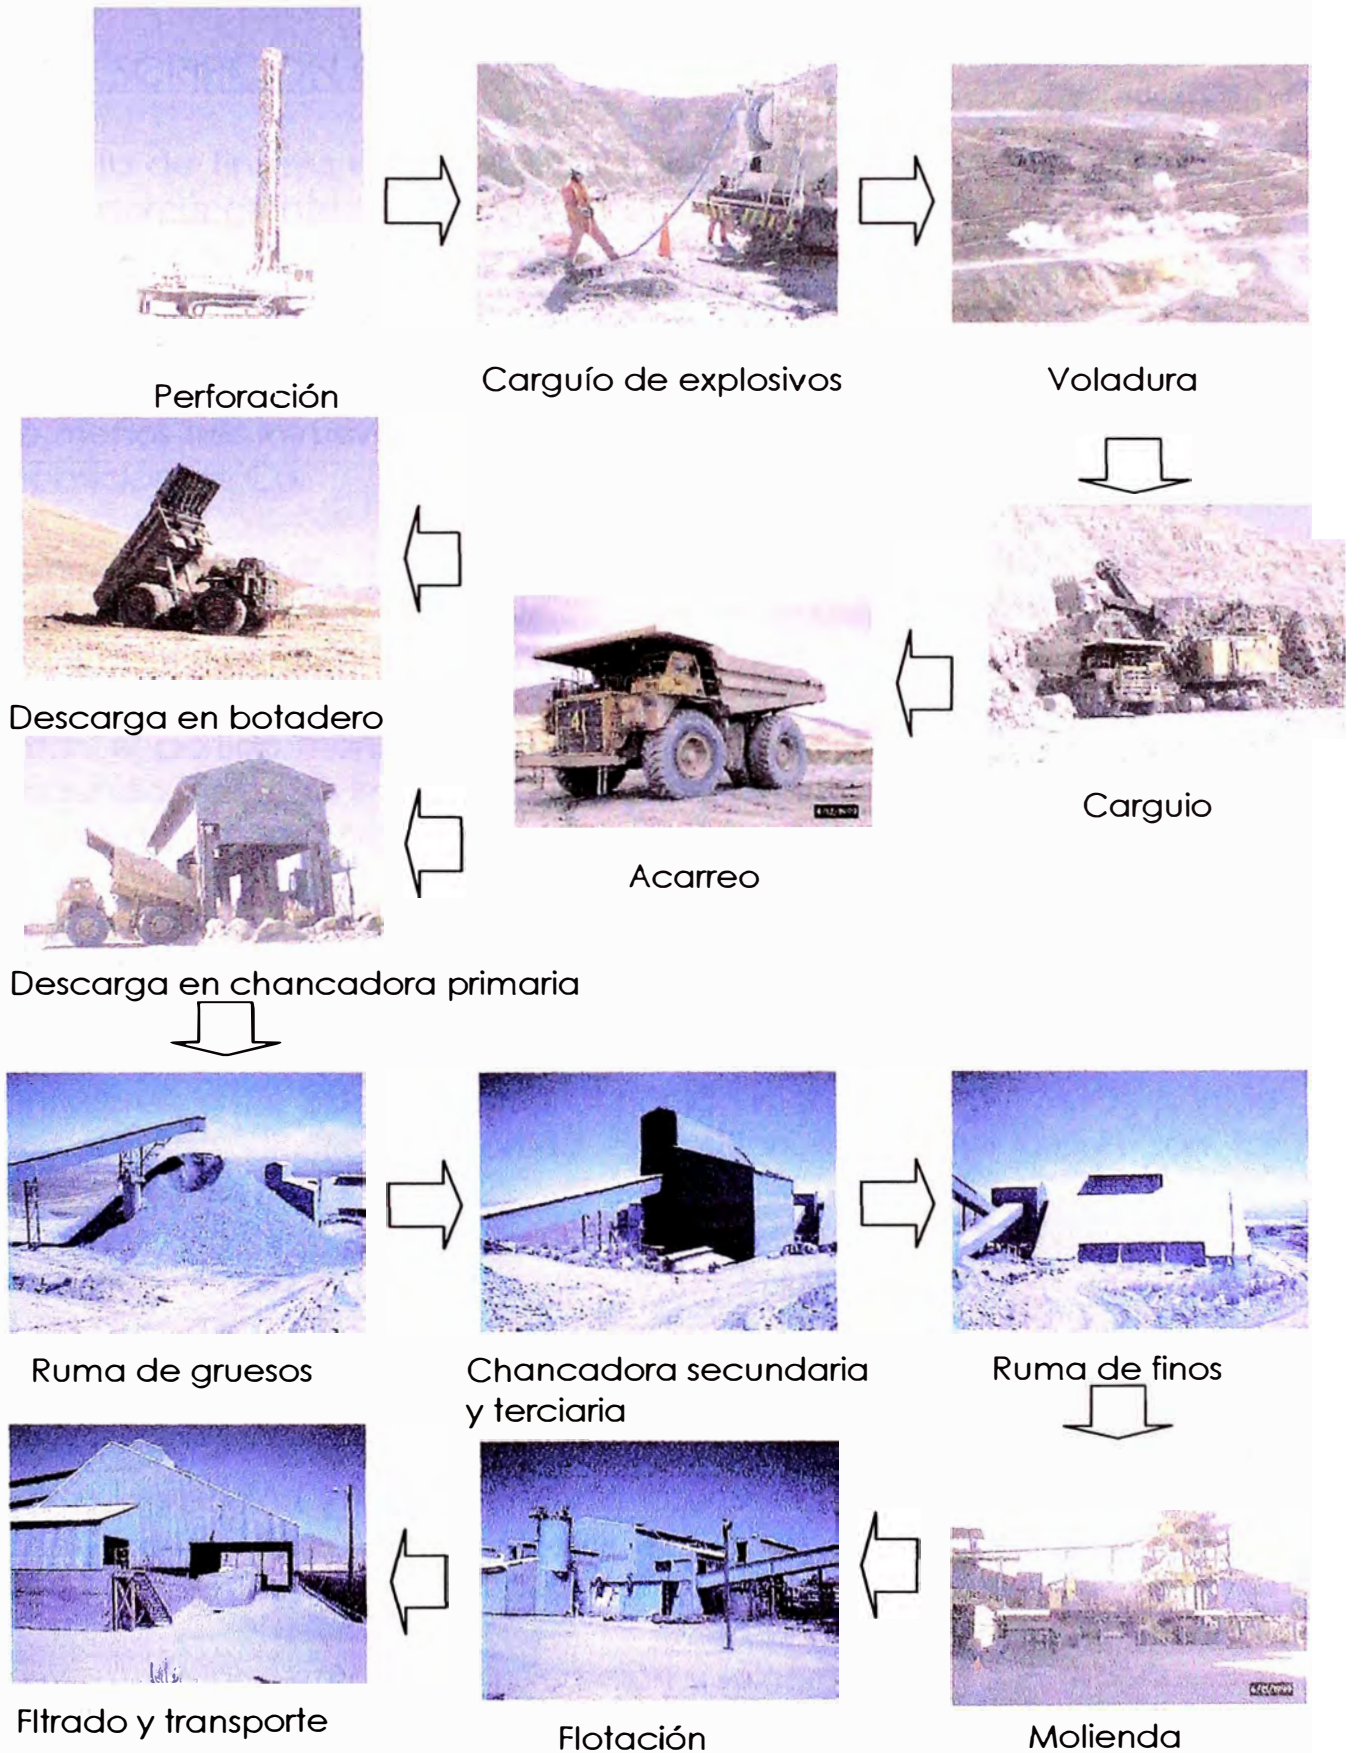 Perforación
Carguío de explosivos
Voladura
Descarga en botadero
Acarreo
Carguio
Descarga en chancadora primaria
Ruma de gruesos
Chancadora secundaria
y terciaria
Ruma de finos
Fltrado y transporte
Flotación
Molienda